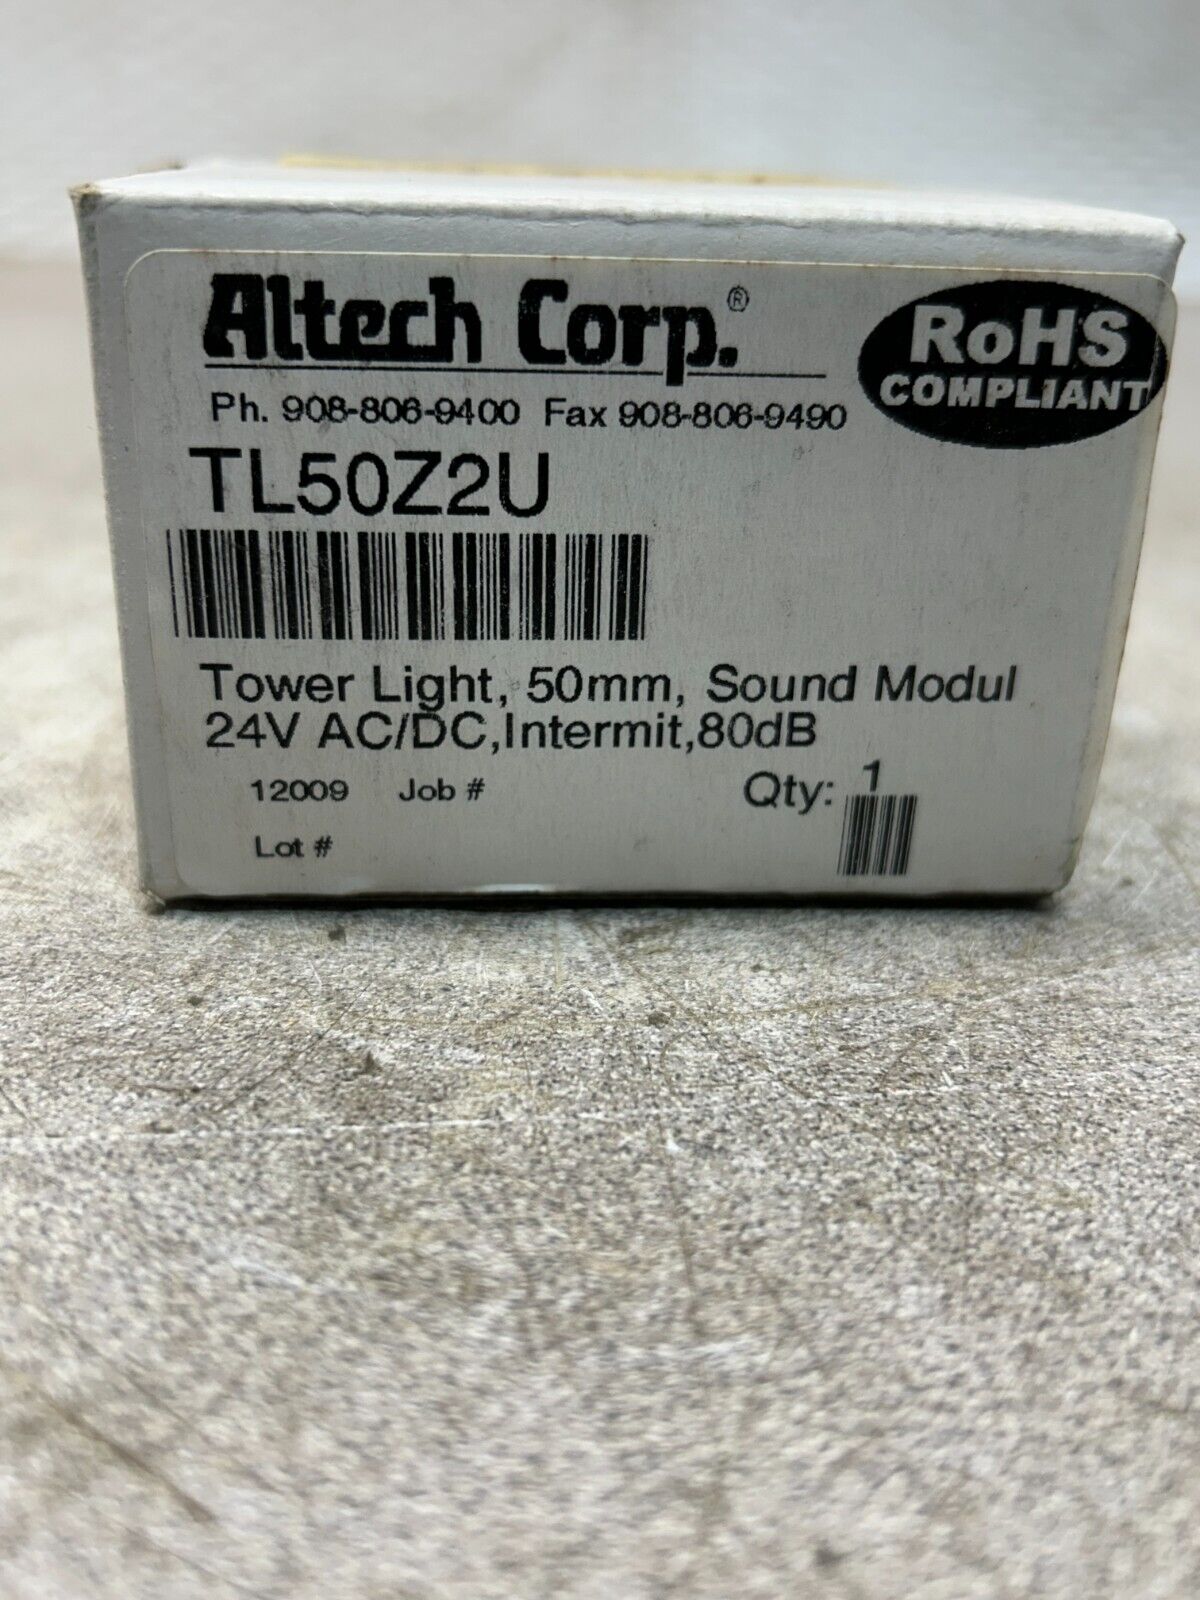 Altech Corp.®
RoHS
COMPLIANT
Ph. 908-806-9400 Fax 908-806-9490
TL50Z2U
Tower Light, 50mm, Sound Modul
24V AC/DC,Intermit,80dB
12009 Job # Qty: 1
Lot #